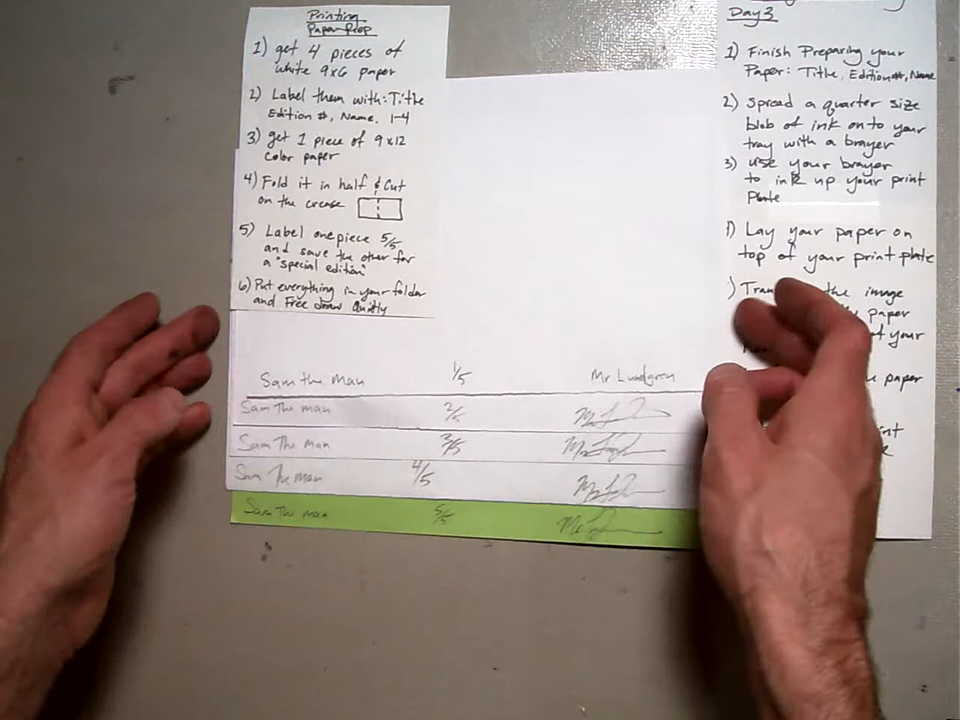 Printing
Paper Prep
1) get 4 pieces of
white 9x6 paper
2) Label them with: Title
Edition #, Name. 1-4
3) get 1 piece of 9x12
Color paper
4) Fold it in half & Cut
on the crease
5) Label one piece 5/5
and save the other for
a "special edition"
6) Put everything in your folder
and Free draw Quietly
Day 3
1) Finish Preparing your
Paper: Title, Edition #, Name
2) Spread a quarter size
blob of ink on to your
tray with a brayer
3) use your brayer
to ink up your print
Plate
) Lay your paper on
top of your print plate
) the image
paper
your
paper
Sam the man 1/5 Mr Lundgren
Sam The man 2/5
Sam The man 3/5
Sam The man 4/5
Sam The man 5/5